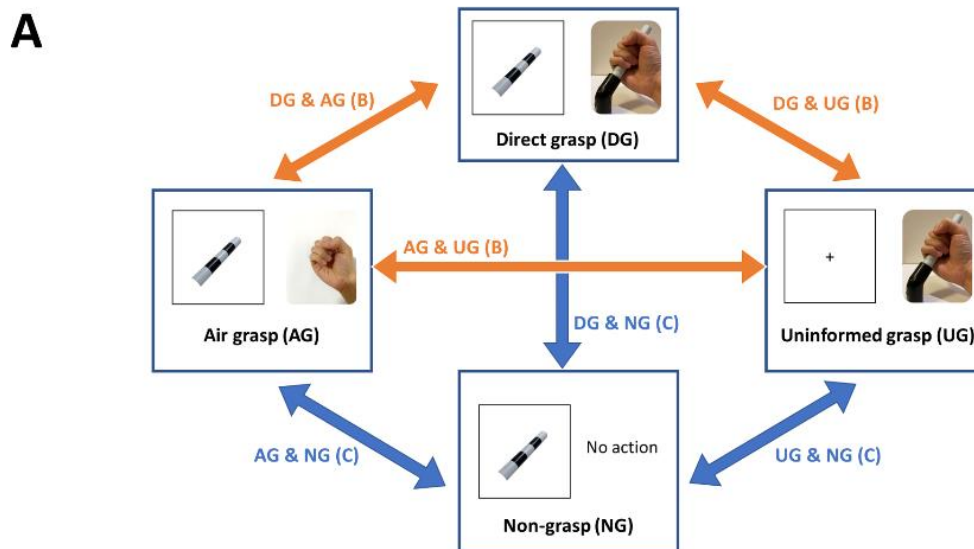 A
DG & AG (B)
DG & UG (B)
Direct grasp (DG)
AG & UG (B)
+
Air grasp (AG)
DG & NG (C)
Uninformed grasp (UG)
AG & NG (C)
No action
UG & NG (C)
Non-grasp (NG)